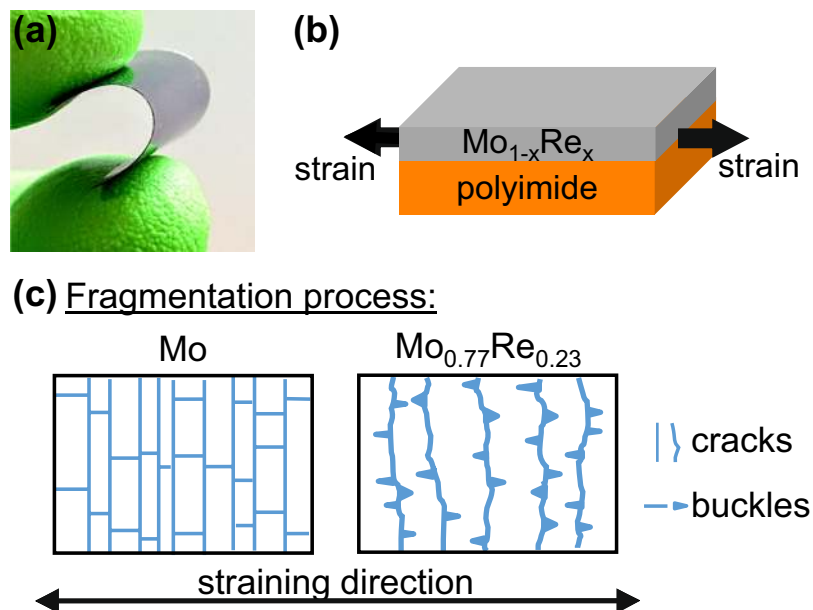 (a)
(b)
Mo₁₋ₓReₓ
strain
strain
polyimide
(c) Fragmentation process:
Mo
Mo₀.₇₇Re₀.₂₃
cracks
buckles
straining direction